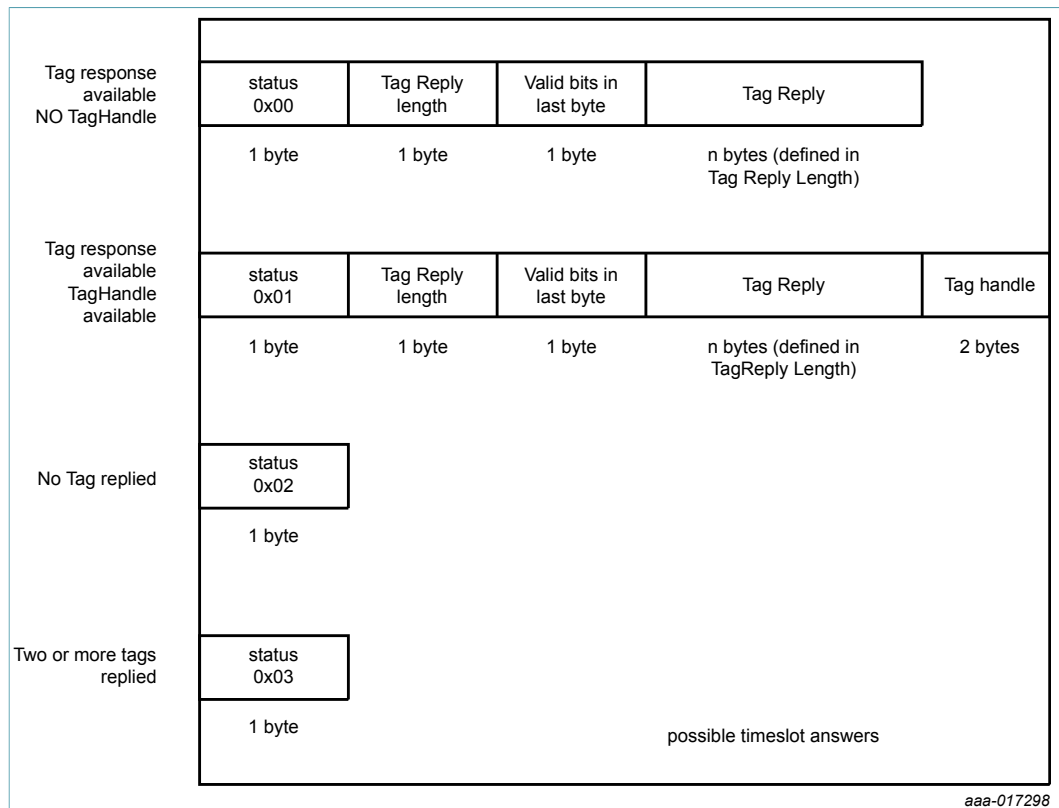 Tag response
available
NO TagHandle
status
0x00
Tag Reply
length
Valid bits in
last byte
Tag Reply
1 byte
1 byte
1 byte
n bytes (defined in
Tag Reply Length)
Tag response
available
TagHandle
available
status
0x01
Tag Reply
length
Valid bits in
last byte
Tag Reply
Tag handle
1 byte
1 byte
1 byte
n bytes (defined in
TagReply Length)
2 bytes
No Tag replied
status
0x02
1 byte
Two or more tags
replied
status
0x03
1 byte
possible timeslot answers
aaa-017298